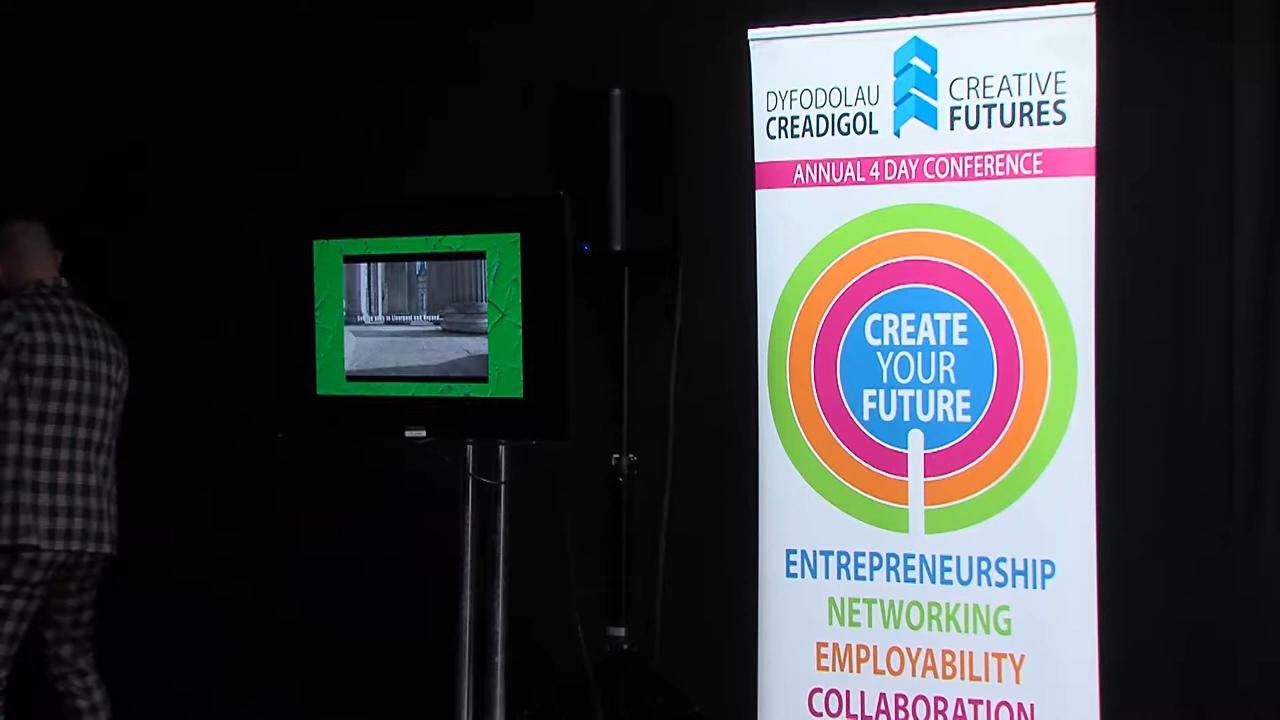 DYFODOLAU
CREADIGOL
CREATIVE
FUTURES
ANNUAL 4 DAY CONFERENCE
CREATE
YOUR
FUTURE
ENTREPRENEURSHIP
NETWORKING
EMPLOYABILITY
COLLABORATION